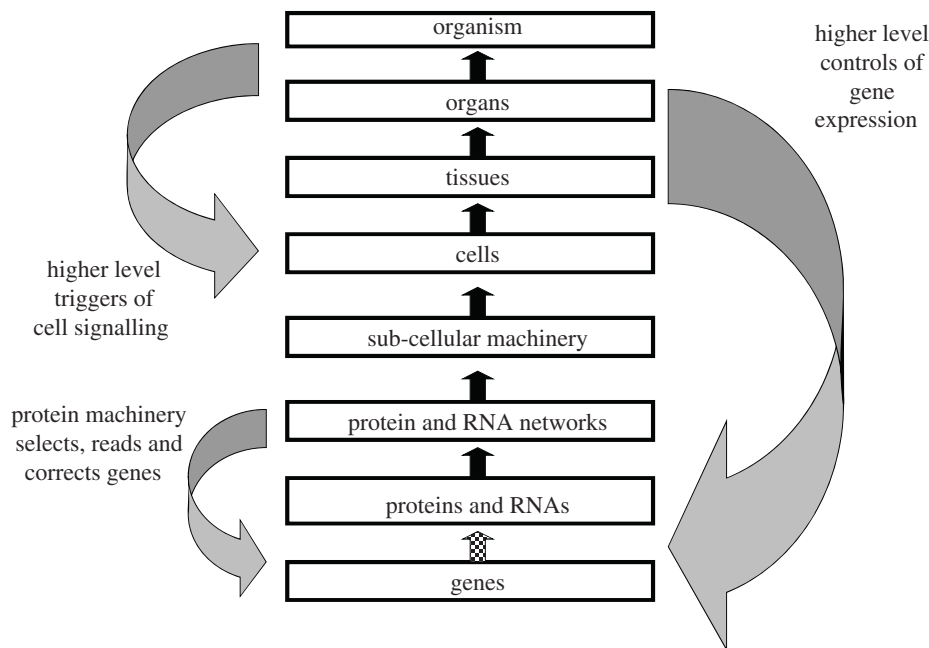 organism
organs
tissues
cells
sub-cellular machinery
protein and RNA networks
proteins and RNAs
genes
higher level
triggers of
cell signalling
protein machinery
selects, reads and
corrects genes
higher level
controls of
gene
expression